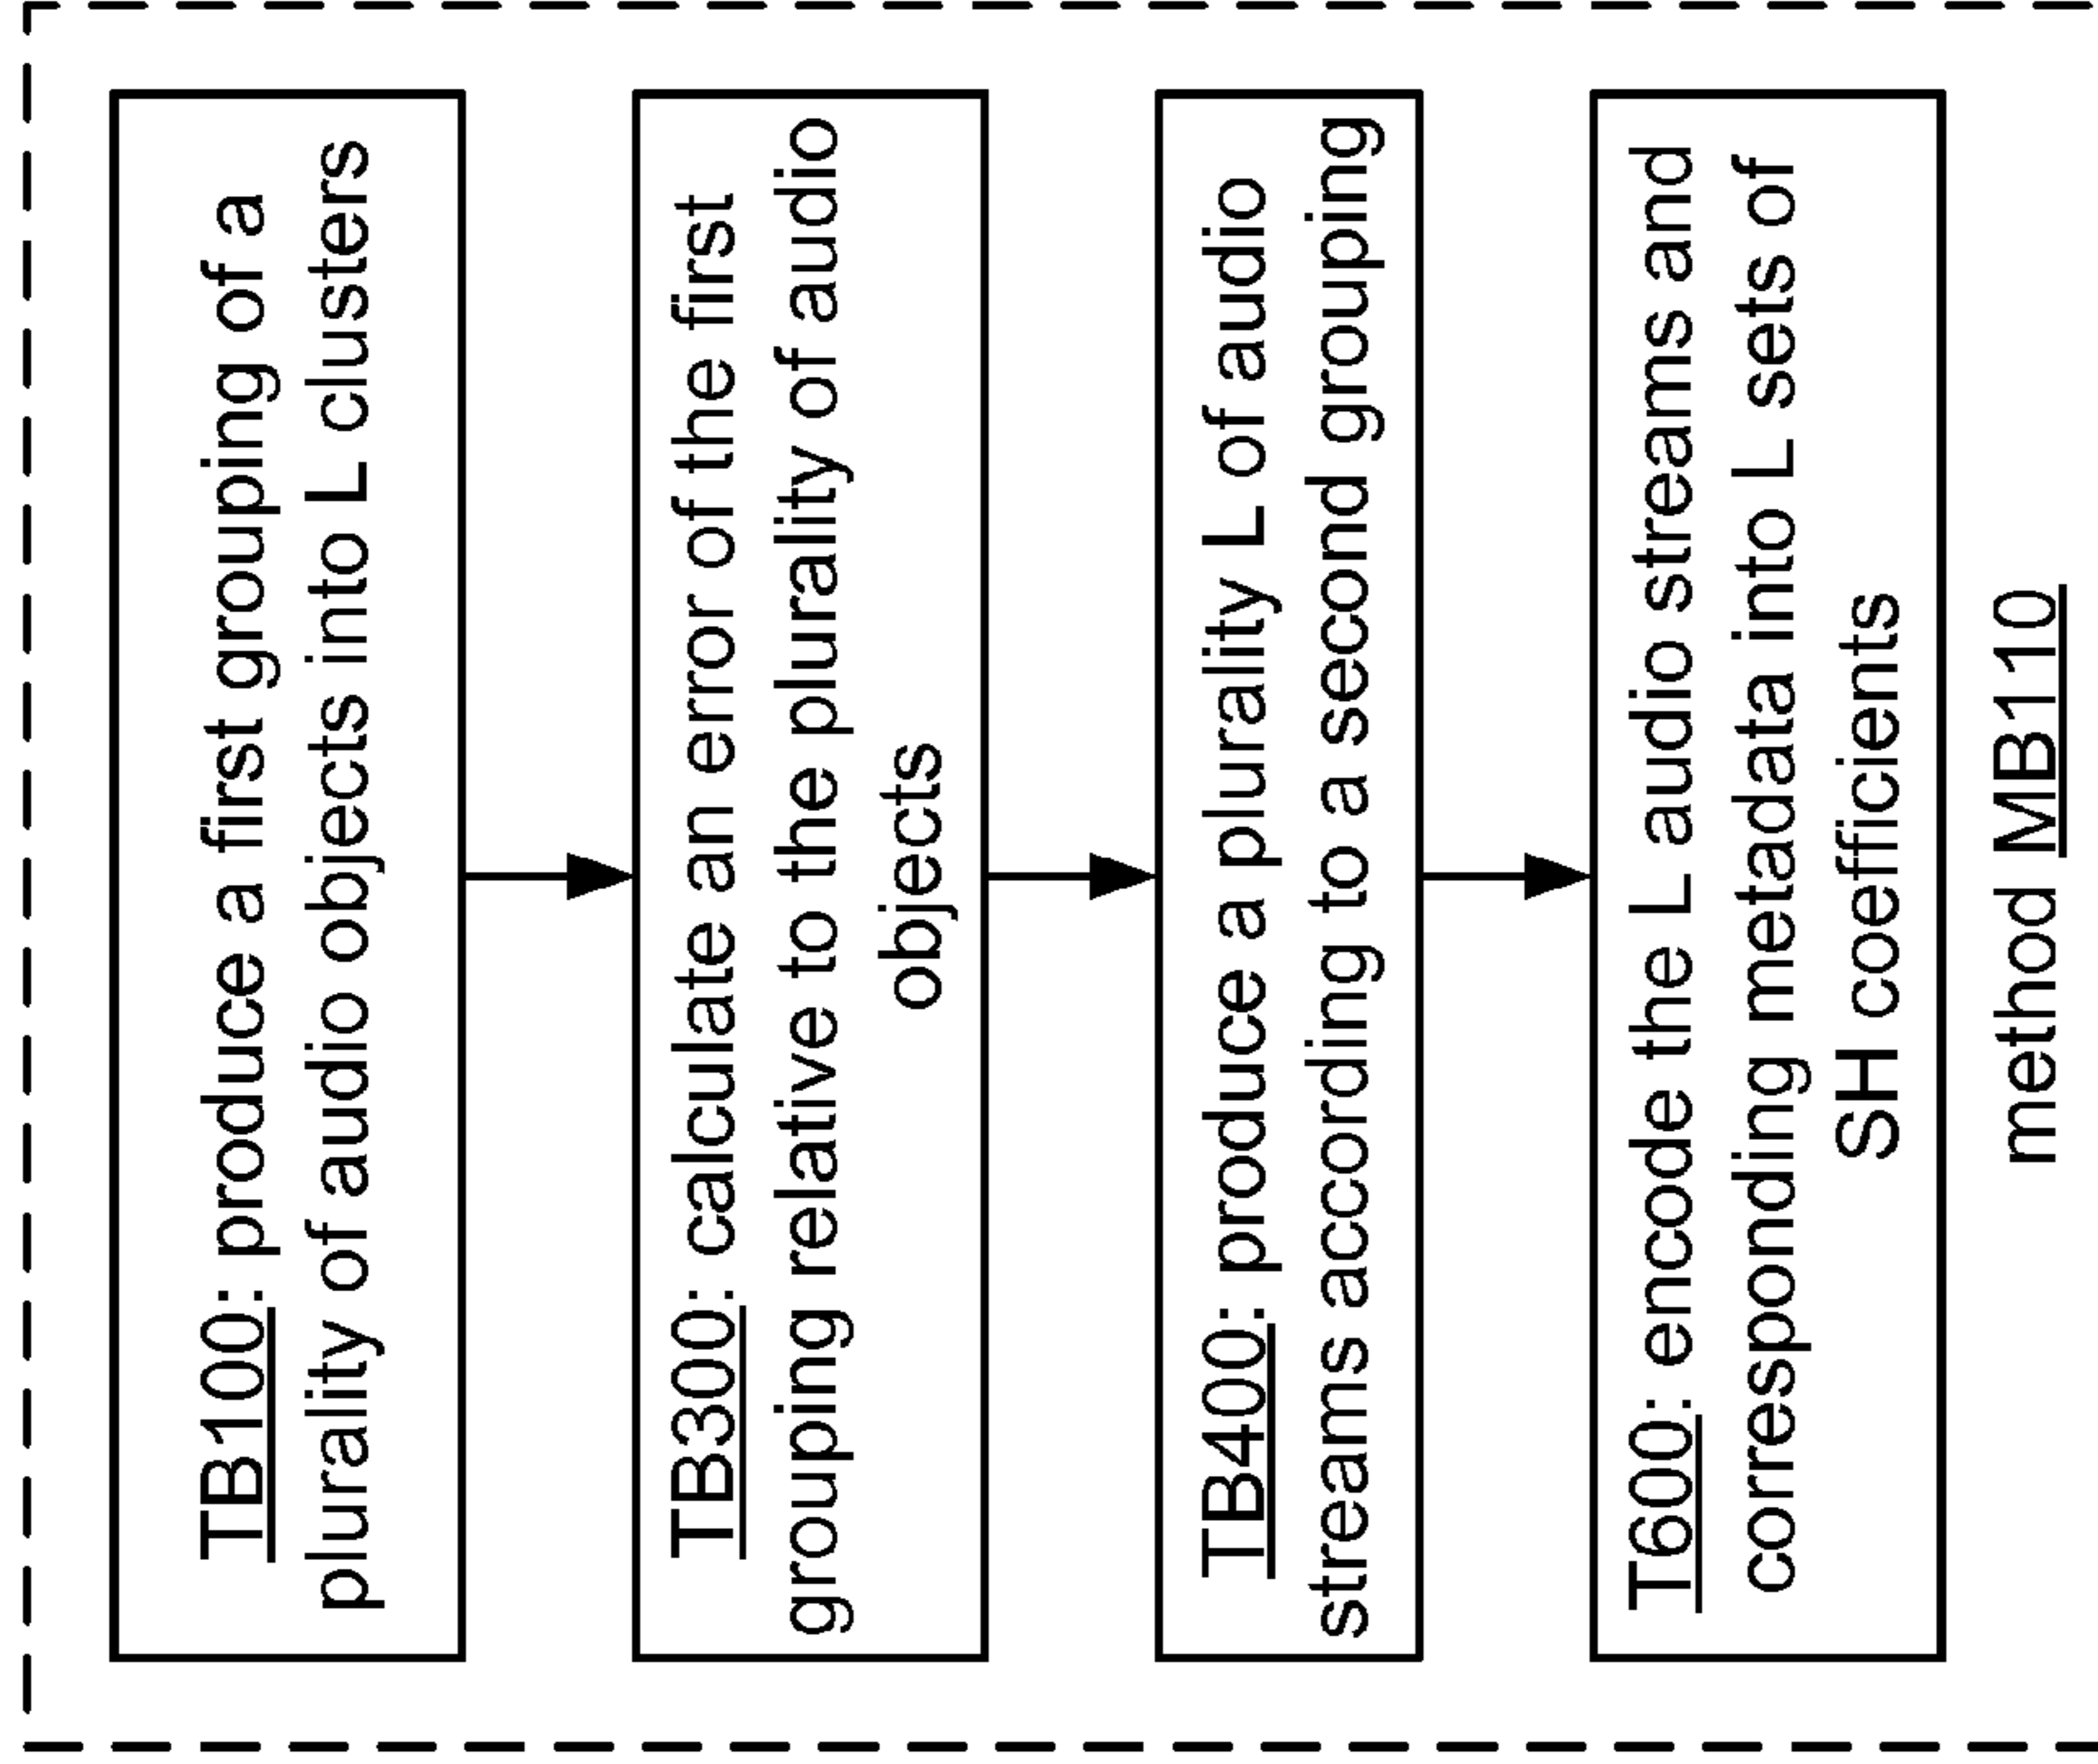 TB100: produce a first grouping of a
plurality of audio objects into L clusters
TB300: calculate an error of the first
grouping relative to the plurality of audio
objects
TB400: produce a plurality L of audio
streams according to a second grouping
T600: encode the L audio streams and
corresponding metadata into L sets of
SH coefficients
method MB110